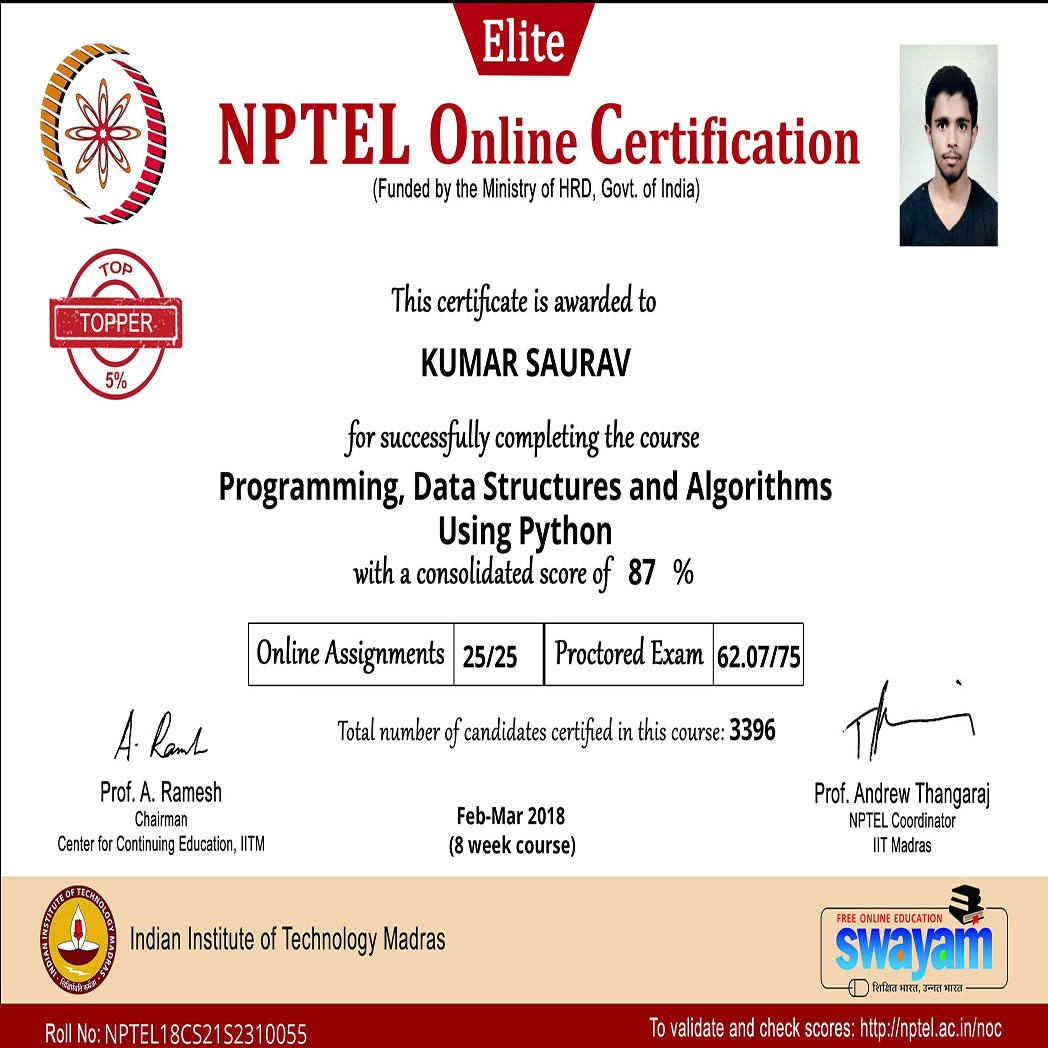 Elite
NPTEL Online Certification
(Funded by the Ministry of HRD, Govt. of India)
TOP
TOPPER
5%
This certificate is awarded to
KUMAR SAURAV
for successfully completing the course
Programming, Data Structures and Algorithms
Using Python
with a consolidated score of 87 %
Online Assignments 25/25 Proctored Exam 62.07/75
Total number of candidates certified in this course: 3396
A. Ramesh
Prof. A. Ramesh
Chairman
Center for Continuing Education, IITM
Feb-Mar 2018
(8 week course)
Prof. Andrew Thangaraj
NPTEL Coordinator
IIT Madras
INDIAN INSTITUTE OF TECHNOLOGY MADRAS
सिद्धिर्भवति कर्मजा
Indian Institute of Technology Madras
FREE ONLINE EDUCATION
swayam
शिक्षित भारत, उन्नत भारत
Roll No: NPTEL18CS21S2310055
To validate and check scores: http://nptel.ac.in/noc